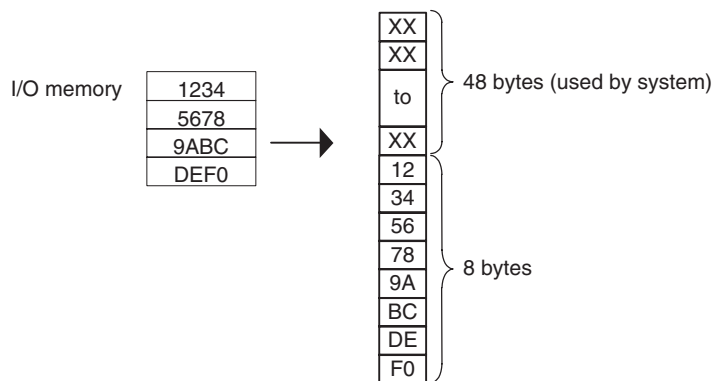 I/O memory
1234
5678
9ABC
DEF0
XX
XX
to
XX
48 bytes (used by system)
12
34
56
78
9A
BC
DE
F0
8 bytes